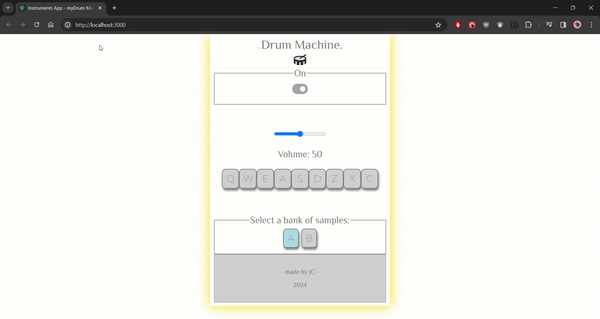 Instruments App - myDrum M
http://localhost:3000
Drum Machine.
On
Volume: 50
Q W E A S D Z X C
Select a bank of samples:
A B
- made by JC -
2024